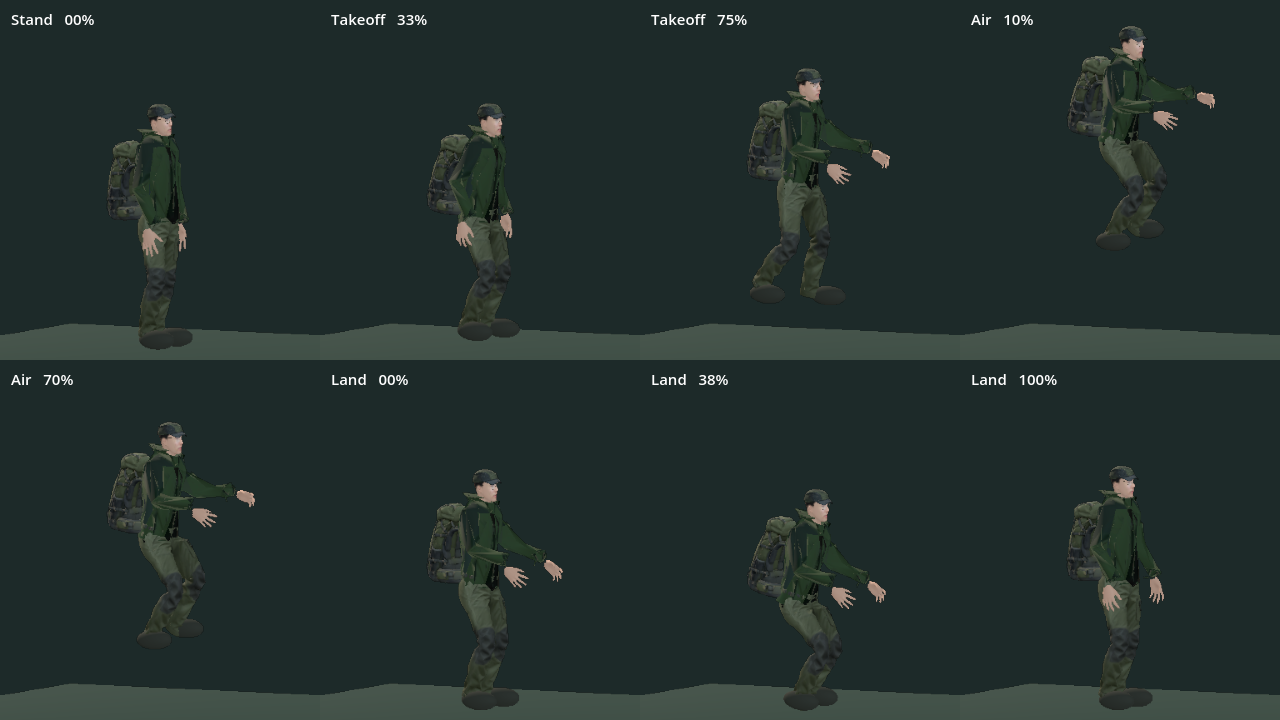 Stand 00%
Takeoff 33%
Takeoff 75%
Air 10%
Air 70%
Land 00%
Land 38%
Land 100%